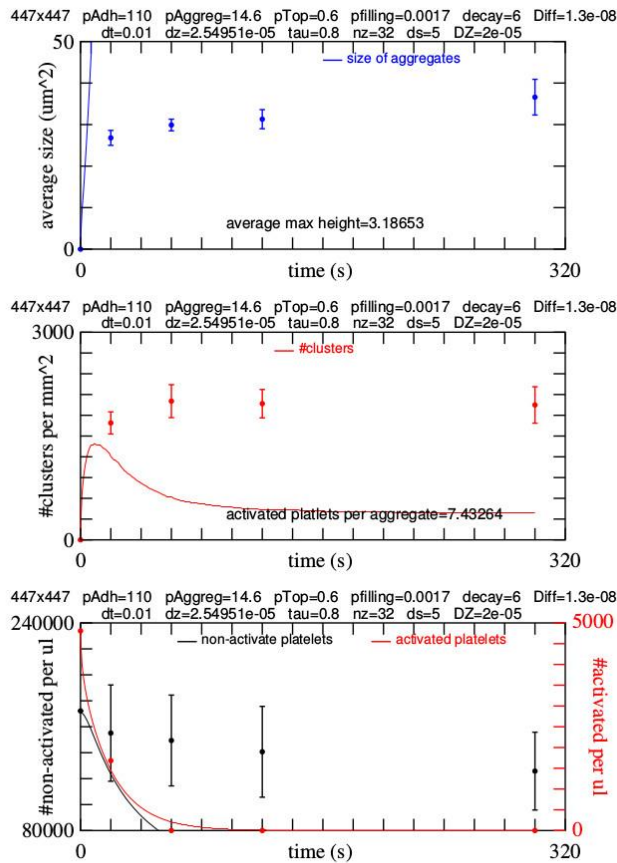 447x447 pAdh=110 pAggreg=14.6 pTop=0.6 pfilling=0.0017 decay=6 Diff=1.3e-08
dt=0.01 dz=2.54951e-05 tau=0.8 nz=32 ds=5 DZ=2e-05
50
size of aggregates
average size (um^2)
average max height=3.18653
0
0
time (s)
320
447x447 pAdh=110 pAggreg=14.6 pTop=0.6 pfilling=0.0017 decay=6 Diff=1.3e-08
dt=0.01 dz=2.54951e-05 tau=0.8 nz=32 ds=5 DZ=2e-05
3000
#clusters
#clusters per mm^2
activated platlets per aggregate=7.43264
0
0
time (s)
320
447x447 pAdh=110 pAggreg=14.6 pTop=0.6 pfilling=0.0017 decay=6 Diff=1.3e-08
dt=0.01 dz=2.54951e-05 tau=0.8 nz=32 ds=5 DZ=2e-05
240000
non-activate platelets
activated platelets
5000
#non-activated per ul
#activated per ul
80000
0
0
time (s)
320